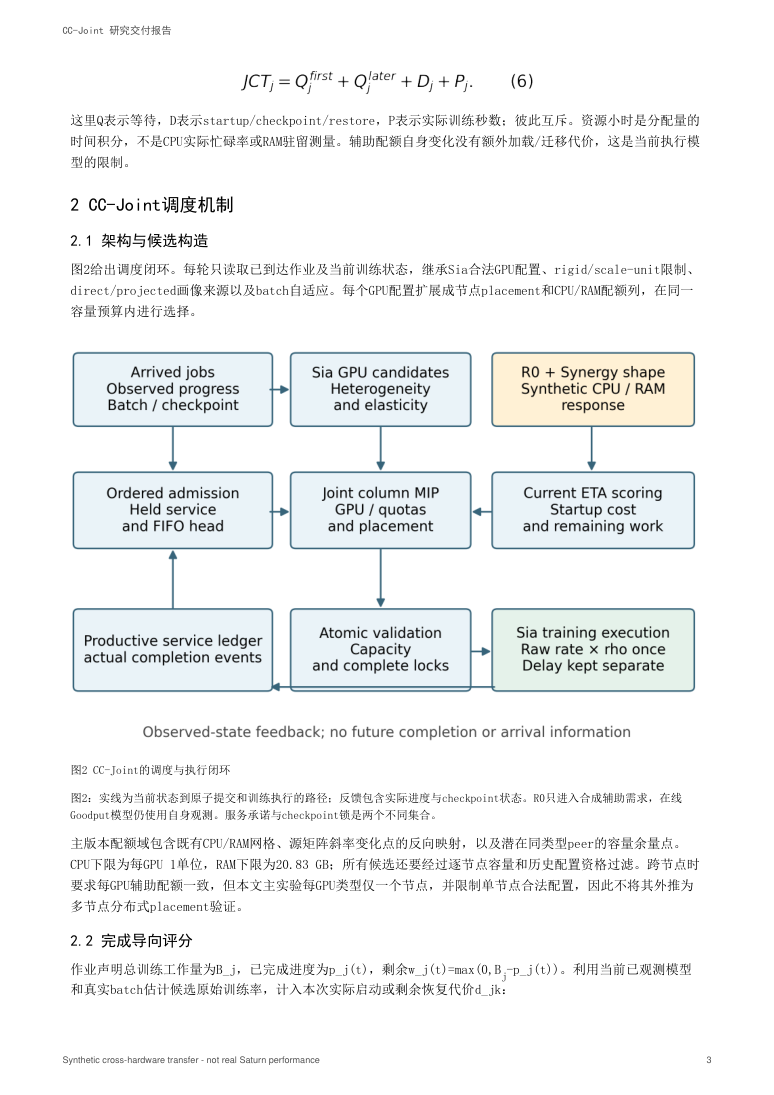 CC-Joint 研究交付报告
JCT_j = Q_j^{first} + Q_j^{later} + D_j + P_j. (6)
这里Q表示等待，D表示startup/checkpoint/restore，P表示实际训练秒数；彼此互斥。资源小时是分配量的
时间积分，不是CPU实际忙碌率或RAM驻留测量。辅助配额自身变化没有额外加载/迁移代价，这是当前执行模
型的限制。
2 CC-Joint调度机制
2.1 架构与候选构造
图2给出调度闭环。每轮只读取已到达作业及当前训练状态，继承Sia合法GPU配置、rigid/scale-unit限制、
direct/projected画像来源以及batch自适应。每个GPU配置扩展成节点placement和CPU/RAM配额列，在同一
容量预算内进行选择。
Arrived jobs
Observed progress
Batch / checkpoint
Sia GPU candidates
Heterogeneity
and elasticity
R0 + Synergy shape
Synthetic CPU / RAM
response
Ordered admission
Held service
and FIFO head
Joint column MIP
GPU / quotas
and placement
Current ETA scoring
Startup cost
and remaining work
Productive service ledger
actual completion events
Atomic validation
Capacity
and complete locks
Sia training execution
Raw rate × rho once
Delay kept separate
Observed-state feedback; no future completion or arrival information
图2 CC-Joint的调度与执行闭环
图2：实线为当前状态到原子提交和训练执行的路径；反馈包含实际进度与checkpoint状态。R0只进入合成辅助需求，在线
Goodput模型仍使用自身观测。服务承诺与checkpoint锁是两个不同集合。
主版本配额域包含既有CPU/RAM网格、源矩阵斜率变化点的反向映射，以及潜在同类型peer的容量余量点。
CPU下限为每GPU 1单位，RAM下限为20.83 GB；所有候选还要经过逐节点容量和历史配置资格过滤。跨节点时
要求每GPU辅助配额一致，但本文主实验每GPU类型仅一个节点，并限制单节点合法配置，因此不将其外推为
多节点分布式placement验证。
2.2 完成导向评分
作业声明总训练工作量为B_j，已完成进度为p_j(t)，剩余w_j(t)=max(0,B_j-p_j(t))。利用当前已观测模型
和真实batch估计候选原始训练率，计入本次实际启动或剩余恢复代价d_jk：
Synthetic cross-hardware transfer - not real Saturn performance
3